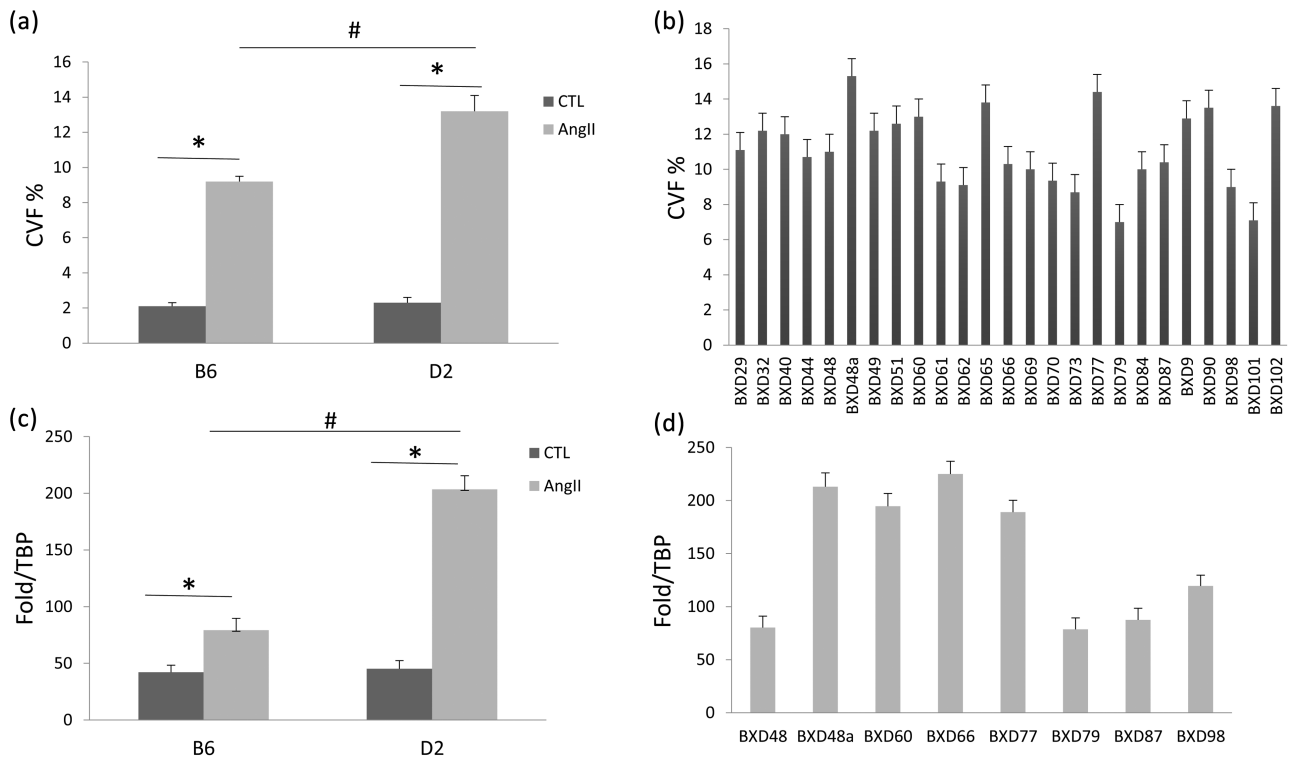 (a)
#
*
*
CVF %
16
14
12
10
8
6
4
2
0
CTL
AngII
B6
D2
(b)
CVF %
18
16
14
12
10
8
6
4
2
0
BXD29
BXD32
BXD40
BXD44
BXD48
BXD48a
BXD49
BXD51
BXD60
BXD61
BXD62
BXD65
BXD66
BXD69
BXD70
BXD73
BXD77
BXD79
BXD84
BXD87
BXD9
BXD90
BXD98
BXD101
BXD102
(c)
#
*
*
Fold/TBP
250
200
150
100
50
0
CTL
AngII
B6
D2
(d)
Fold/TBP
250
200
150
100
50
0
BXD48 BXD48a BXD60 BXD66 BXD77 BXD79 BXD87 BXD98